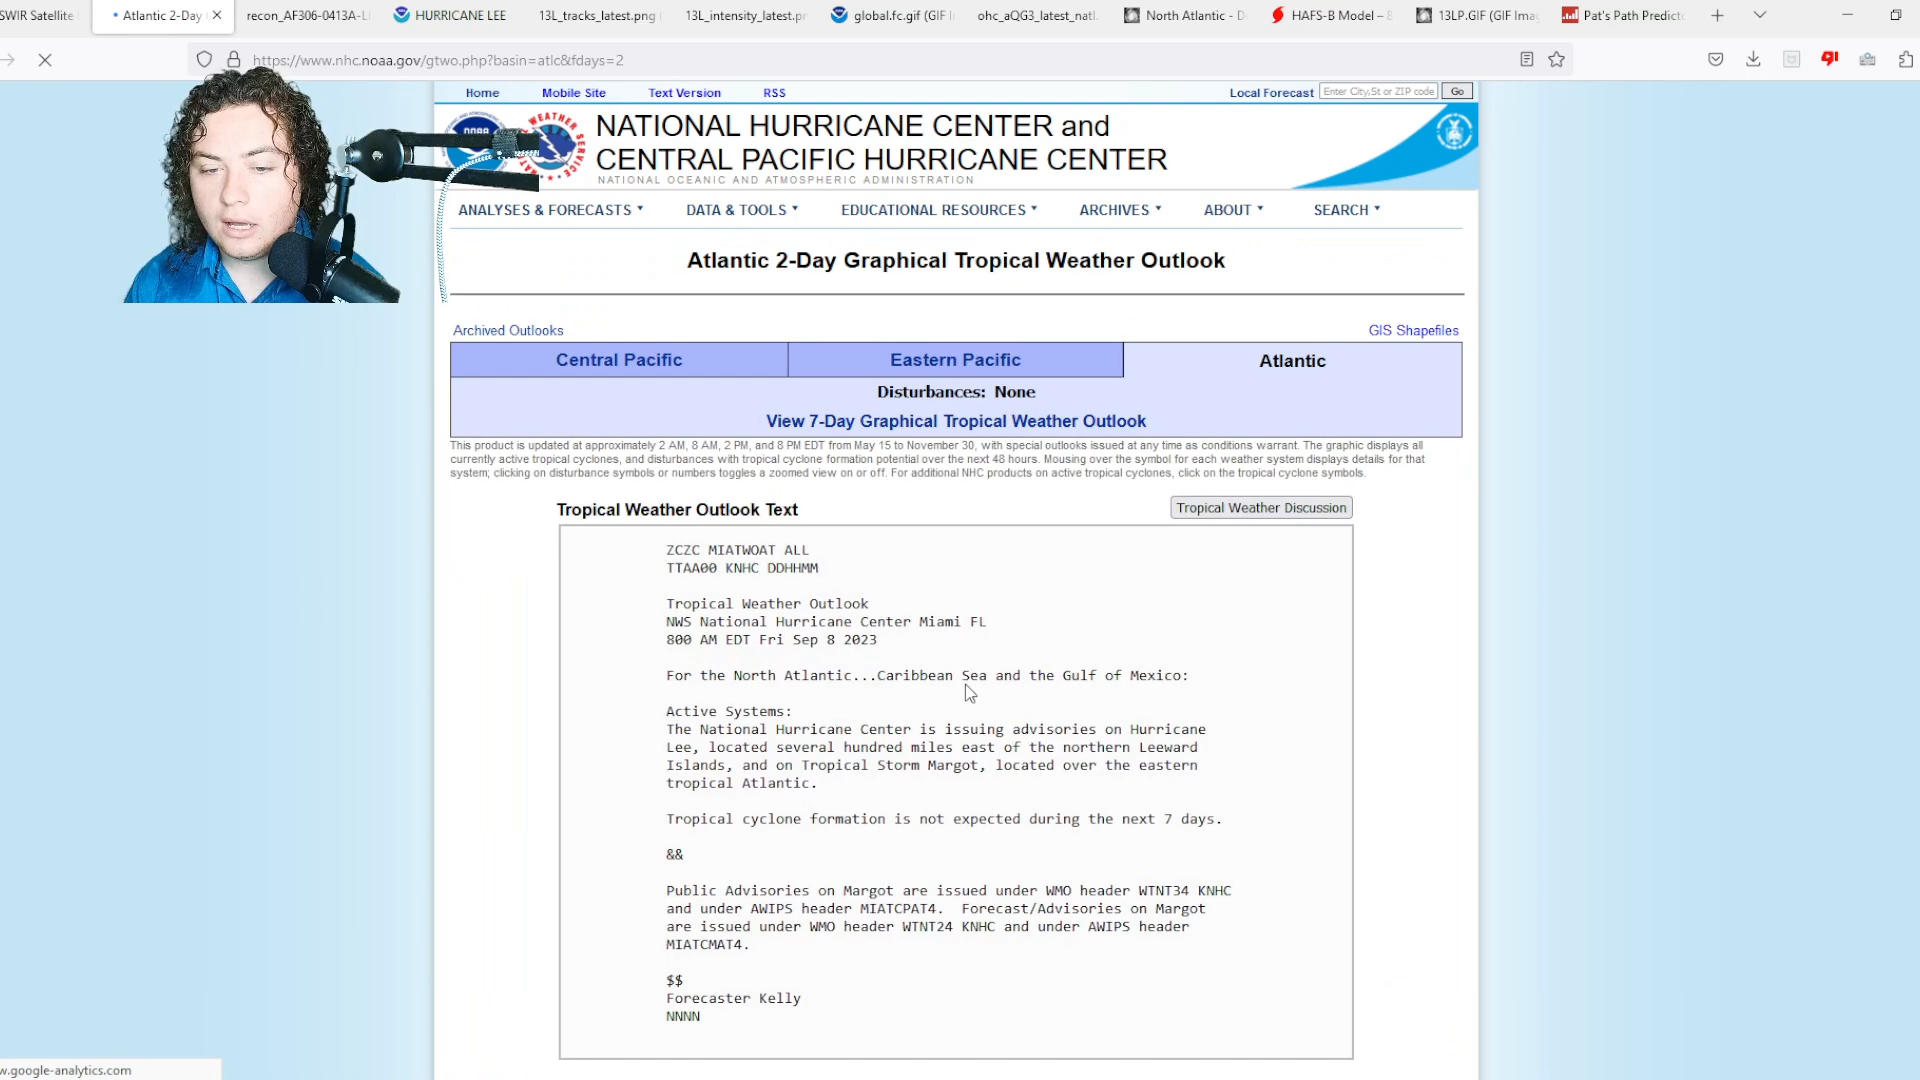 SWIR Satellite
Atlantic 2-Day
recon_AF306-0413A-L
HURRICANE LEE
13L_tracks_latest.png
13L_intensity_latest.pn
global.fc.gif (GIF I
ohc_aQG3_latest_natl.
North Atlantic - D
HAFS-B Model – 8
13LP.GIF (GIF Ima
Pat's Path Predict
https://www.nhc.noaa.gov/gtwo.php?basin=atlc&fdays=2
Home Mobile Site Text Version RSS
Local Forecast Enter City,St or ZIP code Go
NATIONAL HURRICANE CENTER and
CENTRAL PACIFIC HURRICANE CENTER
NATIONAL OCEANIC AND ATMOSPHERIC ADMINISTRATION
ANALYSES & FORECASTS DATA & TOOLS EDUCATIONAL RESOURCES ARCHIVES ABOUT SEARCH
Atlantic 2-Day Graphical Tropical Weather Outlook
Archived Outlooks GIS Shapefiles
Central Pacific Eastern Pacific Atlantic
Disturbances: None
View 7-Day Graphical Tropical Weather Outlook
This product is updated at approximately 2 AM, 8 AM, 2 PM, and 8 PM EDT from May 15 to November 30, with special outlooks issued at any time as conditions warrant. The graphic displays all
currently active tropical cyclones, and disturbances with tropical cyclone formation potential over the next 48 hours. Mousing over the symbol for each weather system displays details for that
system; clicking on disturbance symbols or numbers toggles a zoomed view on or off. For additional NHC products on active tropical cyclones, click on the tropical cyclone symbols.
Tropical Weather Outlook Text Tropical Weather Discussion
ZCZC MIATWOAT ALL
TTAA00 KNHC DDHHMM
Tropical Weather Outlook
NWS National Hurricane Center Miami FL
800 AM EDT Fri Sep 8 2023
For the North Atlantic...Caribbean Sea and the Gulf of Mexico:
Active Systems:
The National Hurricane Center is issuing advisories on Hurricane
Lee, located several hundred miles east of the northern Leeward
Islands, and on Tropical Storm Margot, located over the eastern
tropical Atlantic.
Tropical cyclone formation is not expected during the next 7 days.
&&
Public Advisories on Margot are issued under WMO header WTNT34 KNHC
and under AWIPS header MIATCPAT4. Forecast/Advisories on Margot
are issued under WMO header WTNT24 KNHC and under AWIPS header
MIATCMAT4.
$$
Forecaster Kelly
NNNN
w.google-analytics.com